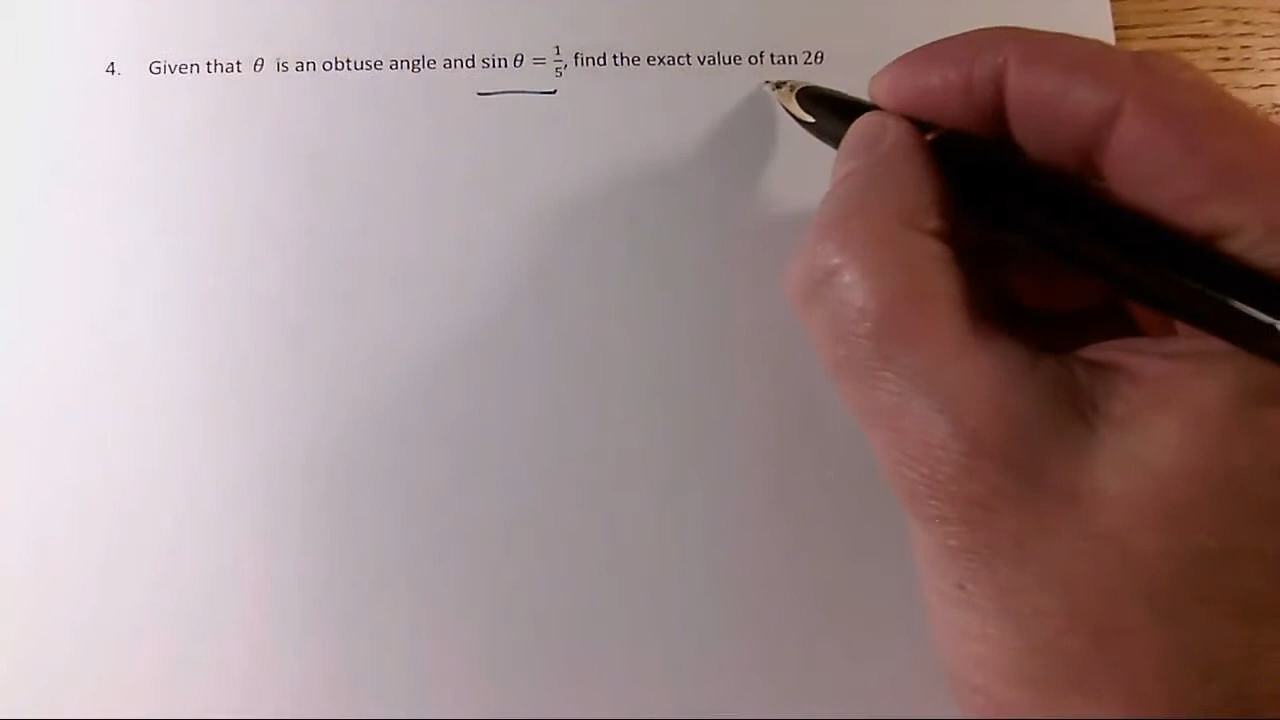 4. Given that θ is an obtuse angle and sin θ = 1/5, find the exact value of tan 2θ